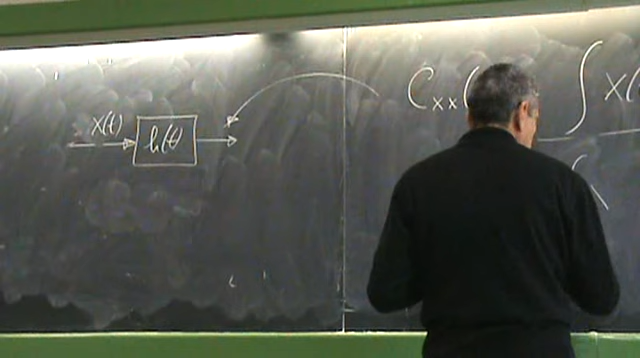 X(t)
h(t)
Cxx( ∫ X(